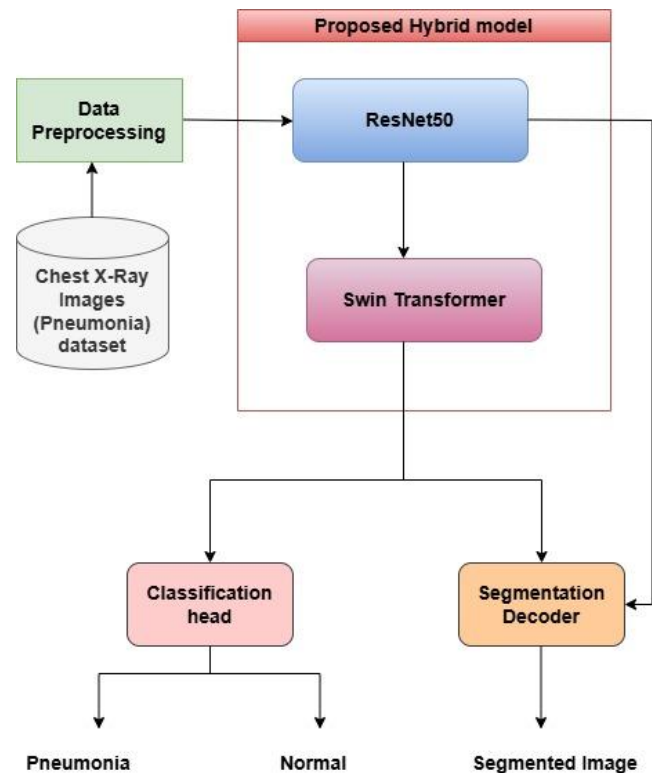 Proposed Hybrid model
Data
Preprocessing
ResNet50
Chest X-Ray
Images
(Pneumonia)
dataset
Swin Transformer
Classification
head
Segmentation
Decoder
Pneumonia
Normal
Segmented Image